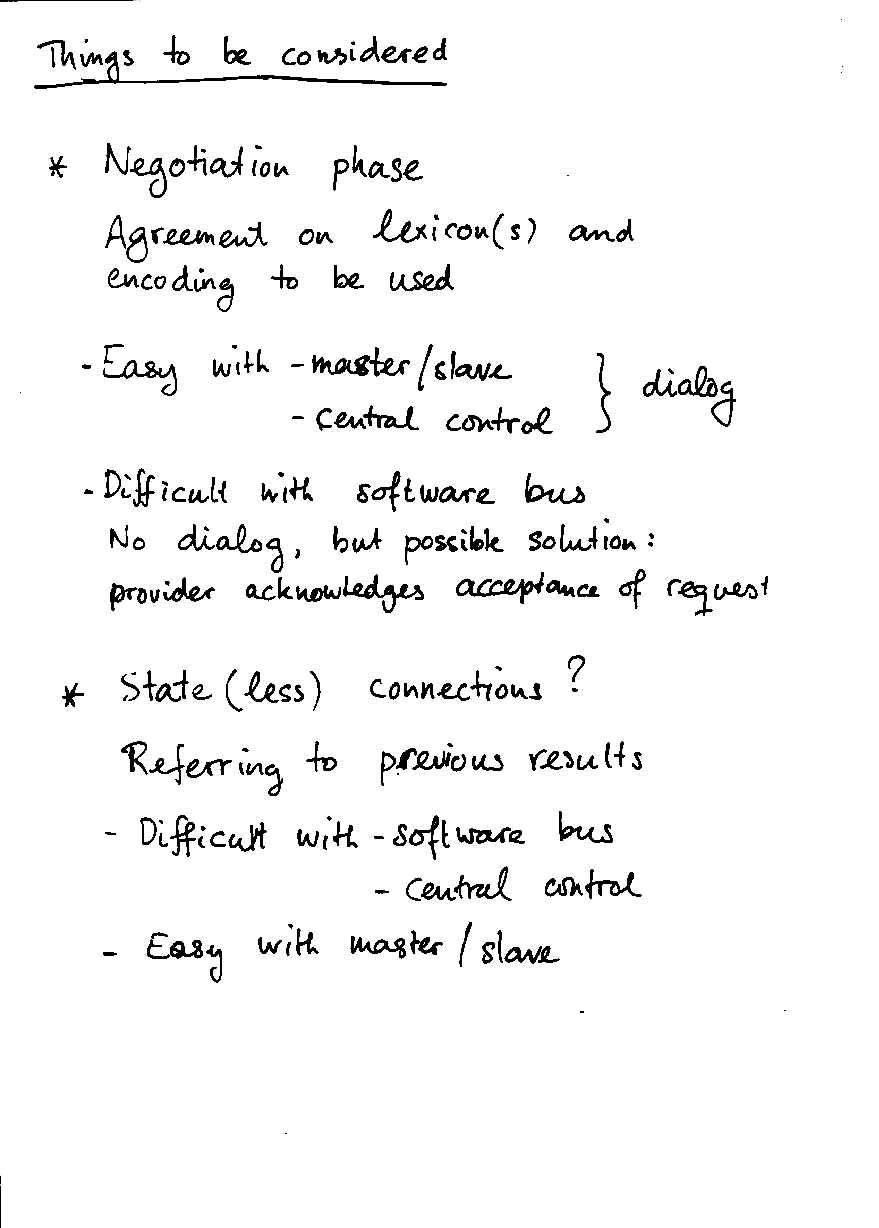 Things to be considered
* Negotiation phase
Agreement on lexicon(s) and
encoding to be used
- Easy with - master/slave
- central control } dialog
- Difficult with software bus
No dialog, but possible solution:
provider acknowledges acceptance of request
* State(less) connections?
Referring to previous results
- Difficult with - software bus
- central control
- Easy with master/slave